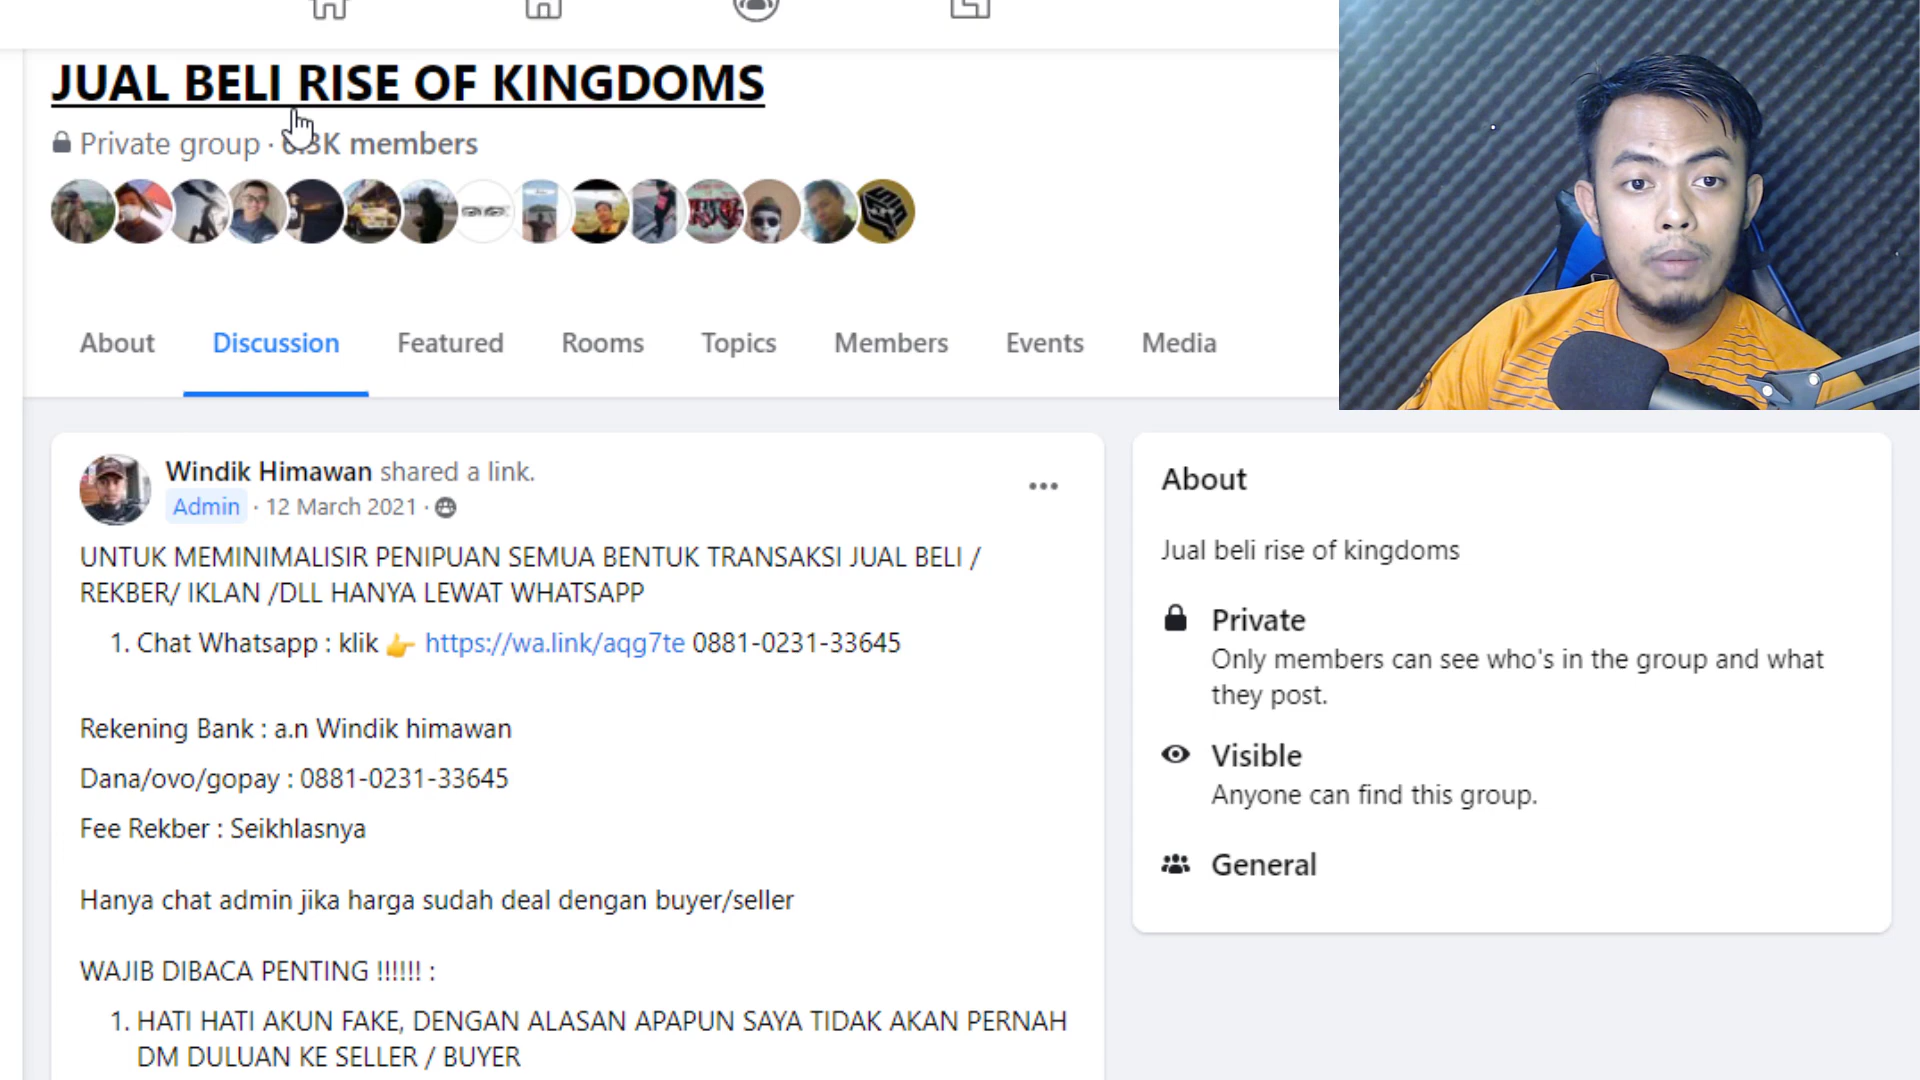 JUAL BELI RISE OF KINGDOMS
Private group · 6.3K members
About Discussion Featured Rooms Topics Members Events Media
Windik Himawan shared a link.
Admin · 12 March 2021 ·
UNTUK MEMINIMALISIR PENIPUAN SEMUA BENTUK TRANSAKSI JUAL BELI /
REKBER/ IKLAN /DLL HANYA LEWAT WHATSAPP
1. Chat Whatsapp : klik 👉 https://wa.link/aqg7te 0881-0231-33645
Rekening Bank : a.n Windik himawan
Dana/ovo/gopay : 0881-0231-33645
Fee Rekber : Seikhlasnya
Hanya chat admin jika harga sudah deal dengan buyer/seller
WAJIB DIBACA PENTING !!!!!! :
1. HATI HATI AKUN FAKE, DENGAN ALASAN APAPUN SAYA TIDAK AKAN PERNAH
DM DULUAN KE SELLER / BUYER
About
Jual beli rise of kingdoms
Private
Only members can see who's in the group and what
they post.
Visible
Anyone can find this group.
General